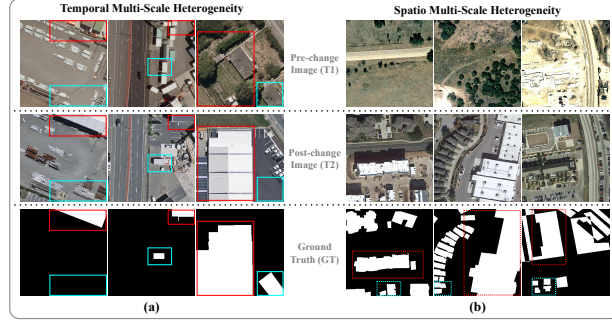 Temporal Multi-Scale Heterogeneity
Spatio Multi-Scale Heterogeneity
Pre-change
Image (T1)
Post-change
Image (T2)
Ground
Truth (GT)
(a)
(b)